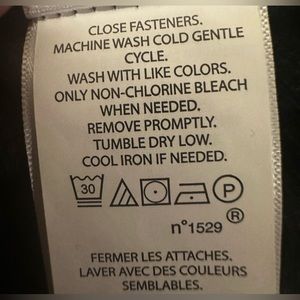 CLOSE FASTENERS.
MACHINE WASH COLD GENTLE
CYCLE.
WASH WITH LIKE COLORS.
ONLY NON-CHLORINE BLEACH
WHEN NEEDED.
REMOVE PROMPTLY.
TUMBLE DRY LOW.
COOL IRON IF NEEDED.
30 P
®
n°1529
FERMER LES ATTACHES.
LAVER AVEC DES COULEURS
SEMBLABLES.